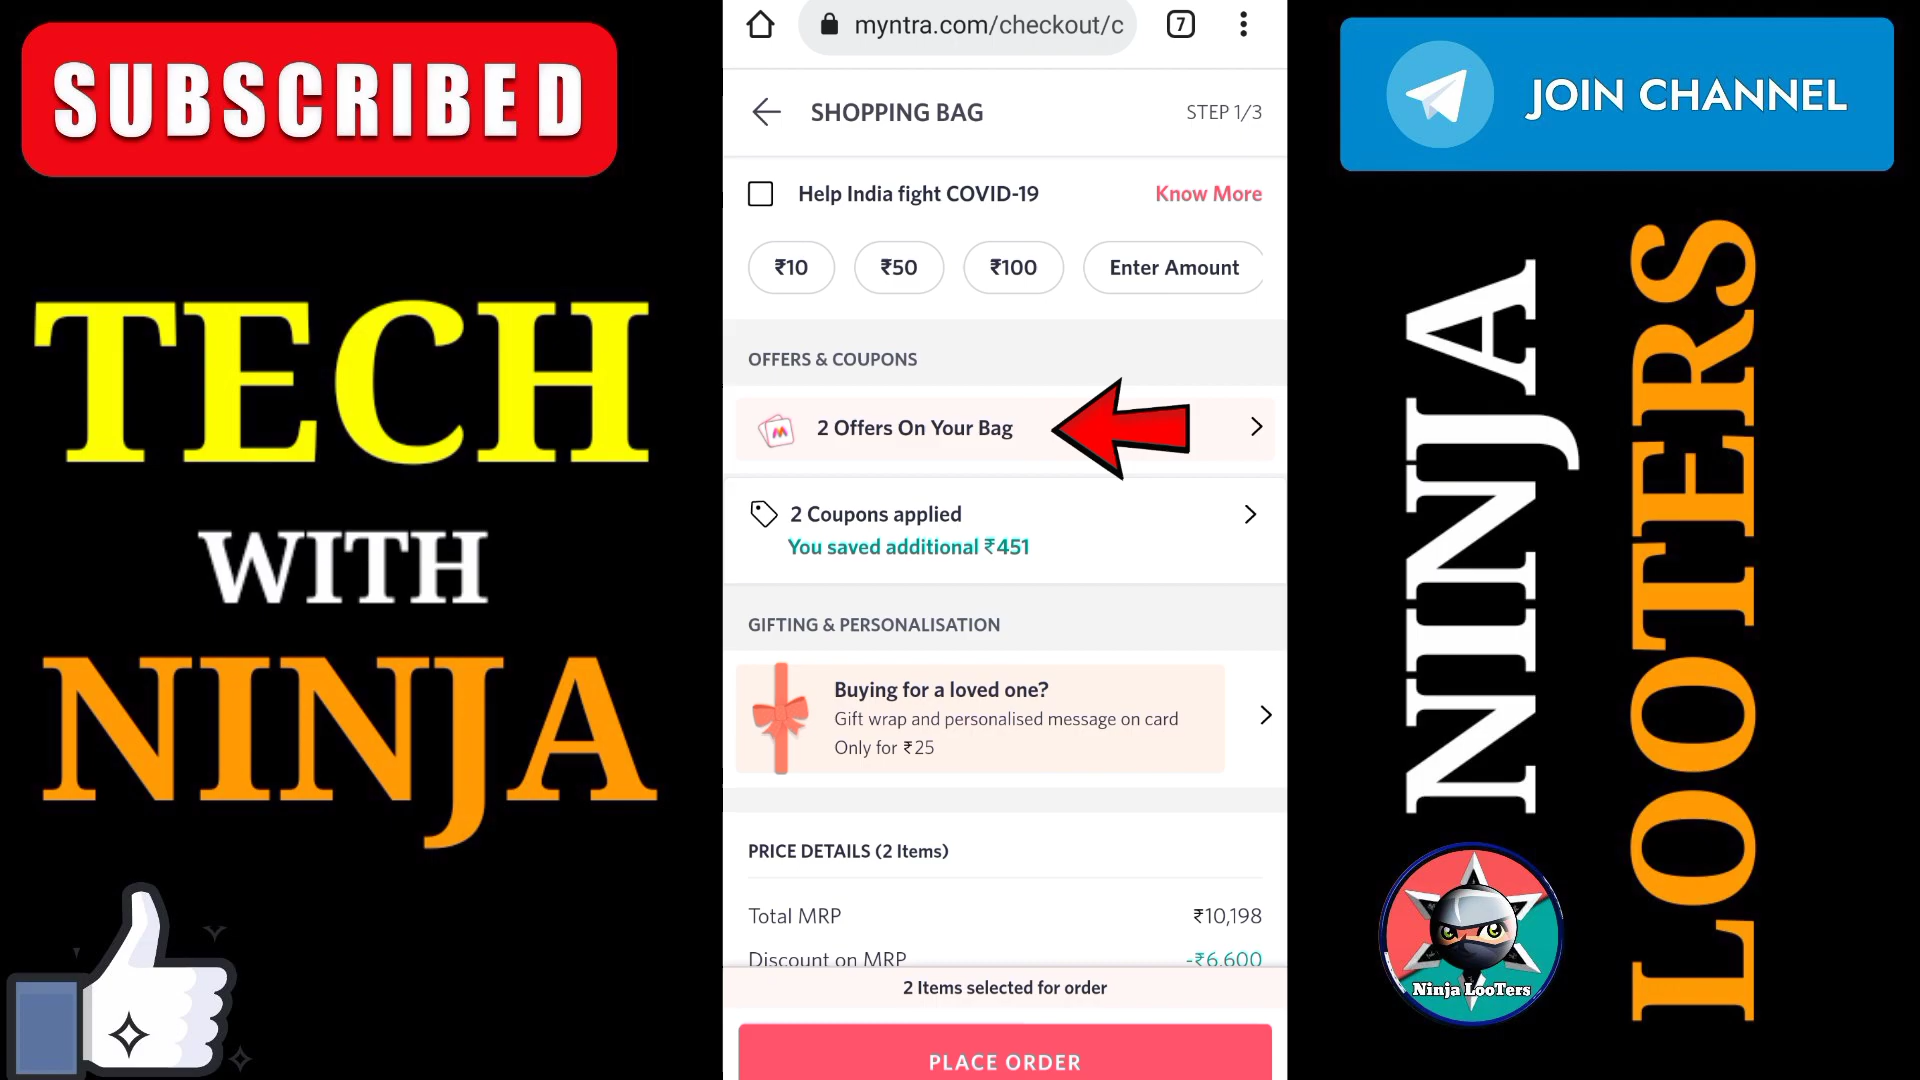 SUBSCRIBED
TECH
WITH
NINJA
myntra.com/checkout/c
7
SHOPPING BAG
STEP 1/3
Help India fight COVID-19
Know More
₹10
₹50
₹100
Enter Amount
OFFERS & COUPONS
2 Offers On Your Bag
2 Coupons applied
You saved additional ₹451
GIFTING & PERSONALISATION
Buying for a loved one?
Gift wrap and personalised message on card
Only for ₹25
PRICE DETAILS (2 Items)
Total MRP
₹10,198
Discount on MRP
-₹6,600
2 Items selected for order
PLACE ORDER
JOIN CHANNEL
NINJA
LOOTERS
Ninja LooTers